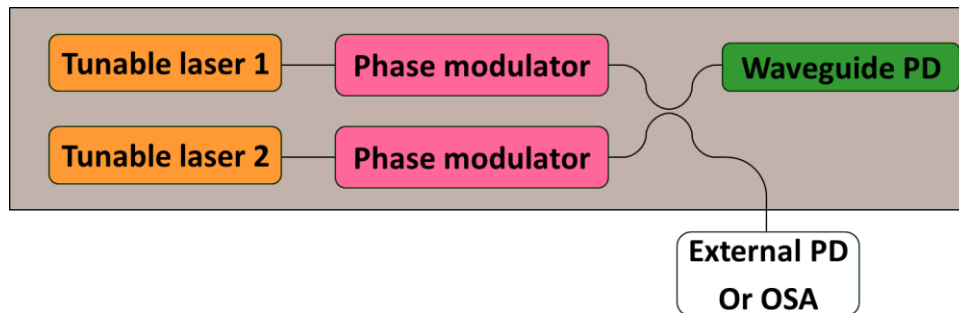 Tunable laser 1
Phase modulator
Waveguide PD
Tunable laser 2
Phase modulator
External PD
Or OSA